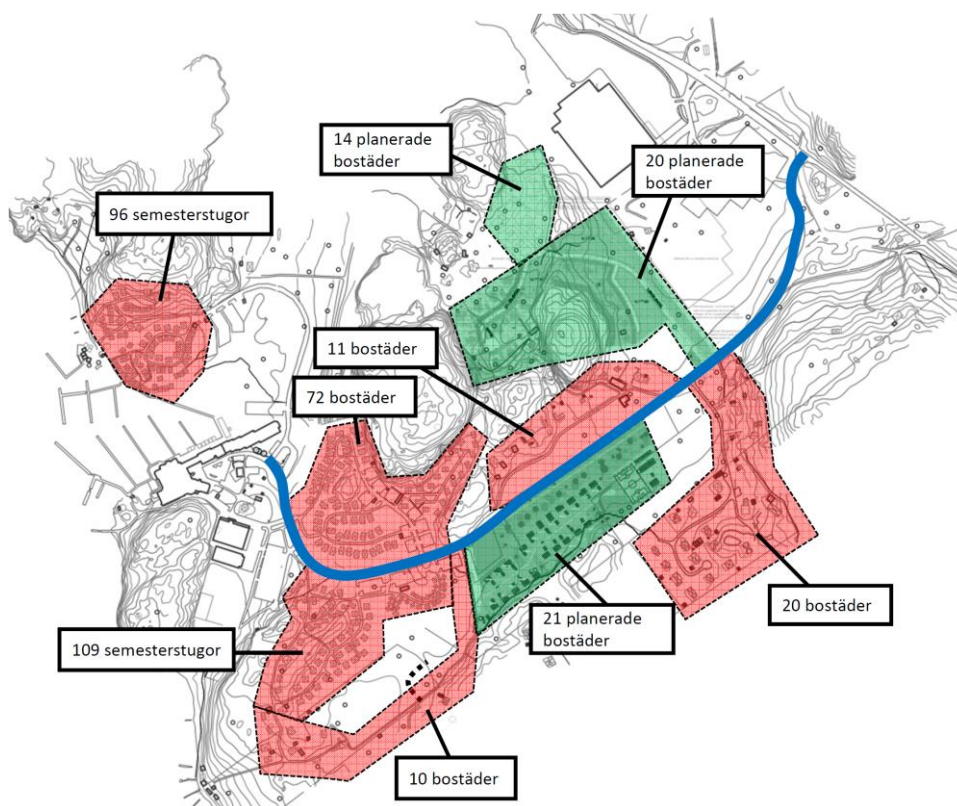 14 planerade
bostäder
20 planerade
bostäder
96 semesterstugor
11 bostäder
72 bostäder
20 bostäder
21 planerade
bostäder
109 semesterstugor
10 bostäder